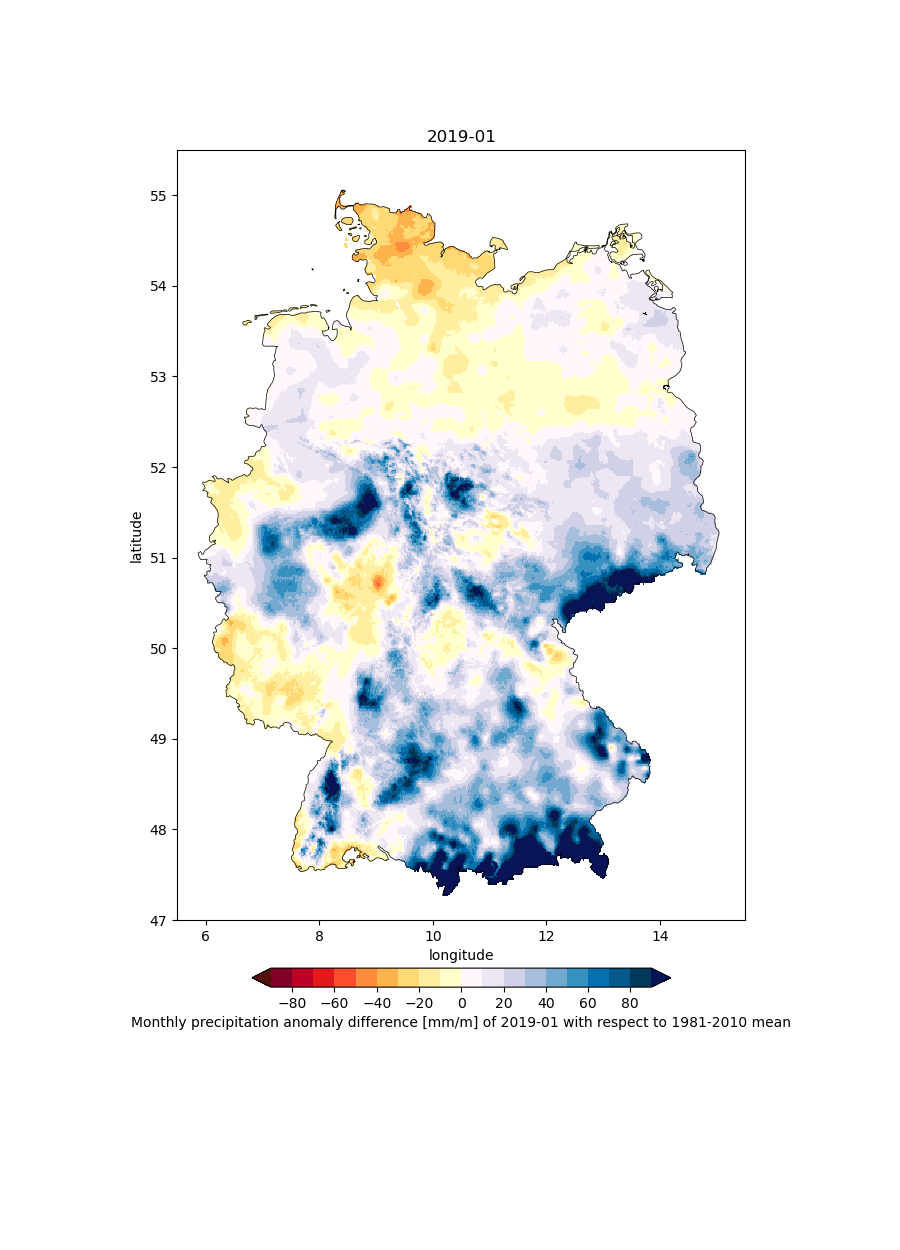 2019-01
55
54
53
52
51
50
49
48
47
latitude
6 8 10 12 14
longitude
−80 −60 −40 −20 0 20 40 60 80
Monthly precipitation anomaly difference [mm/m] of 2019-01 with respect to 1981-2010 mean